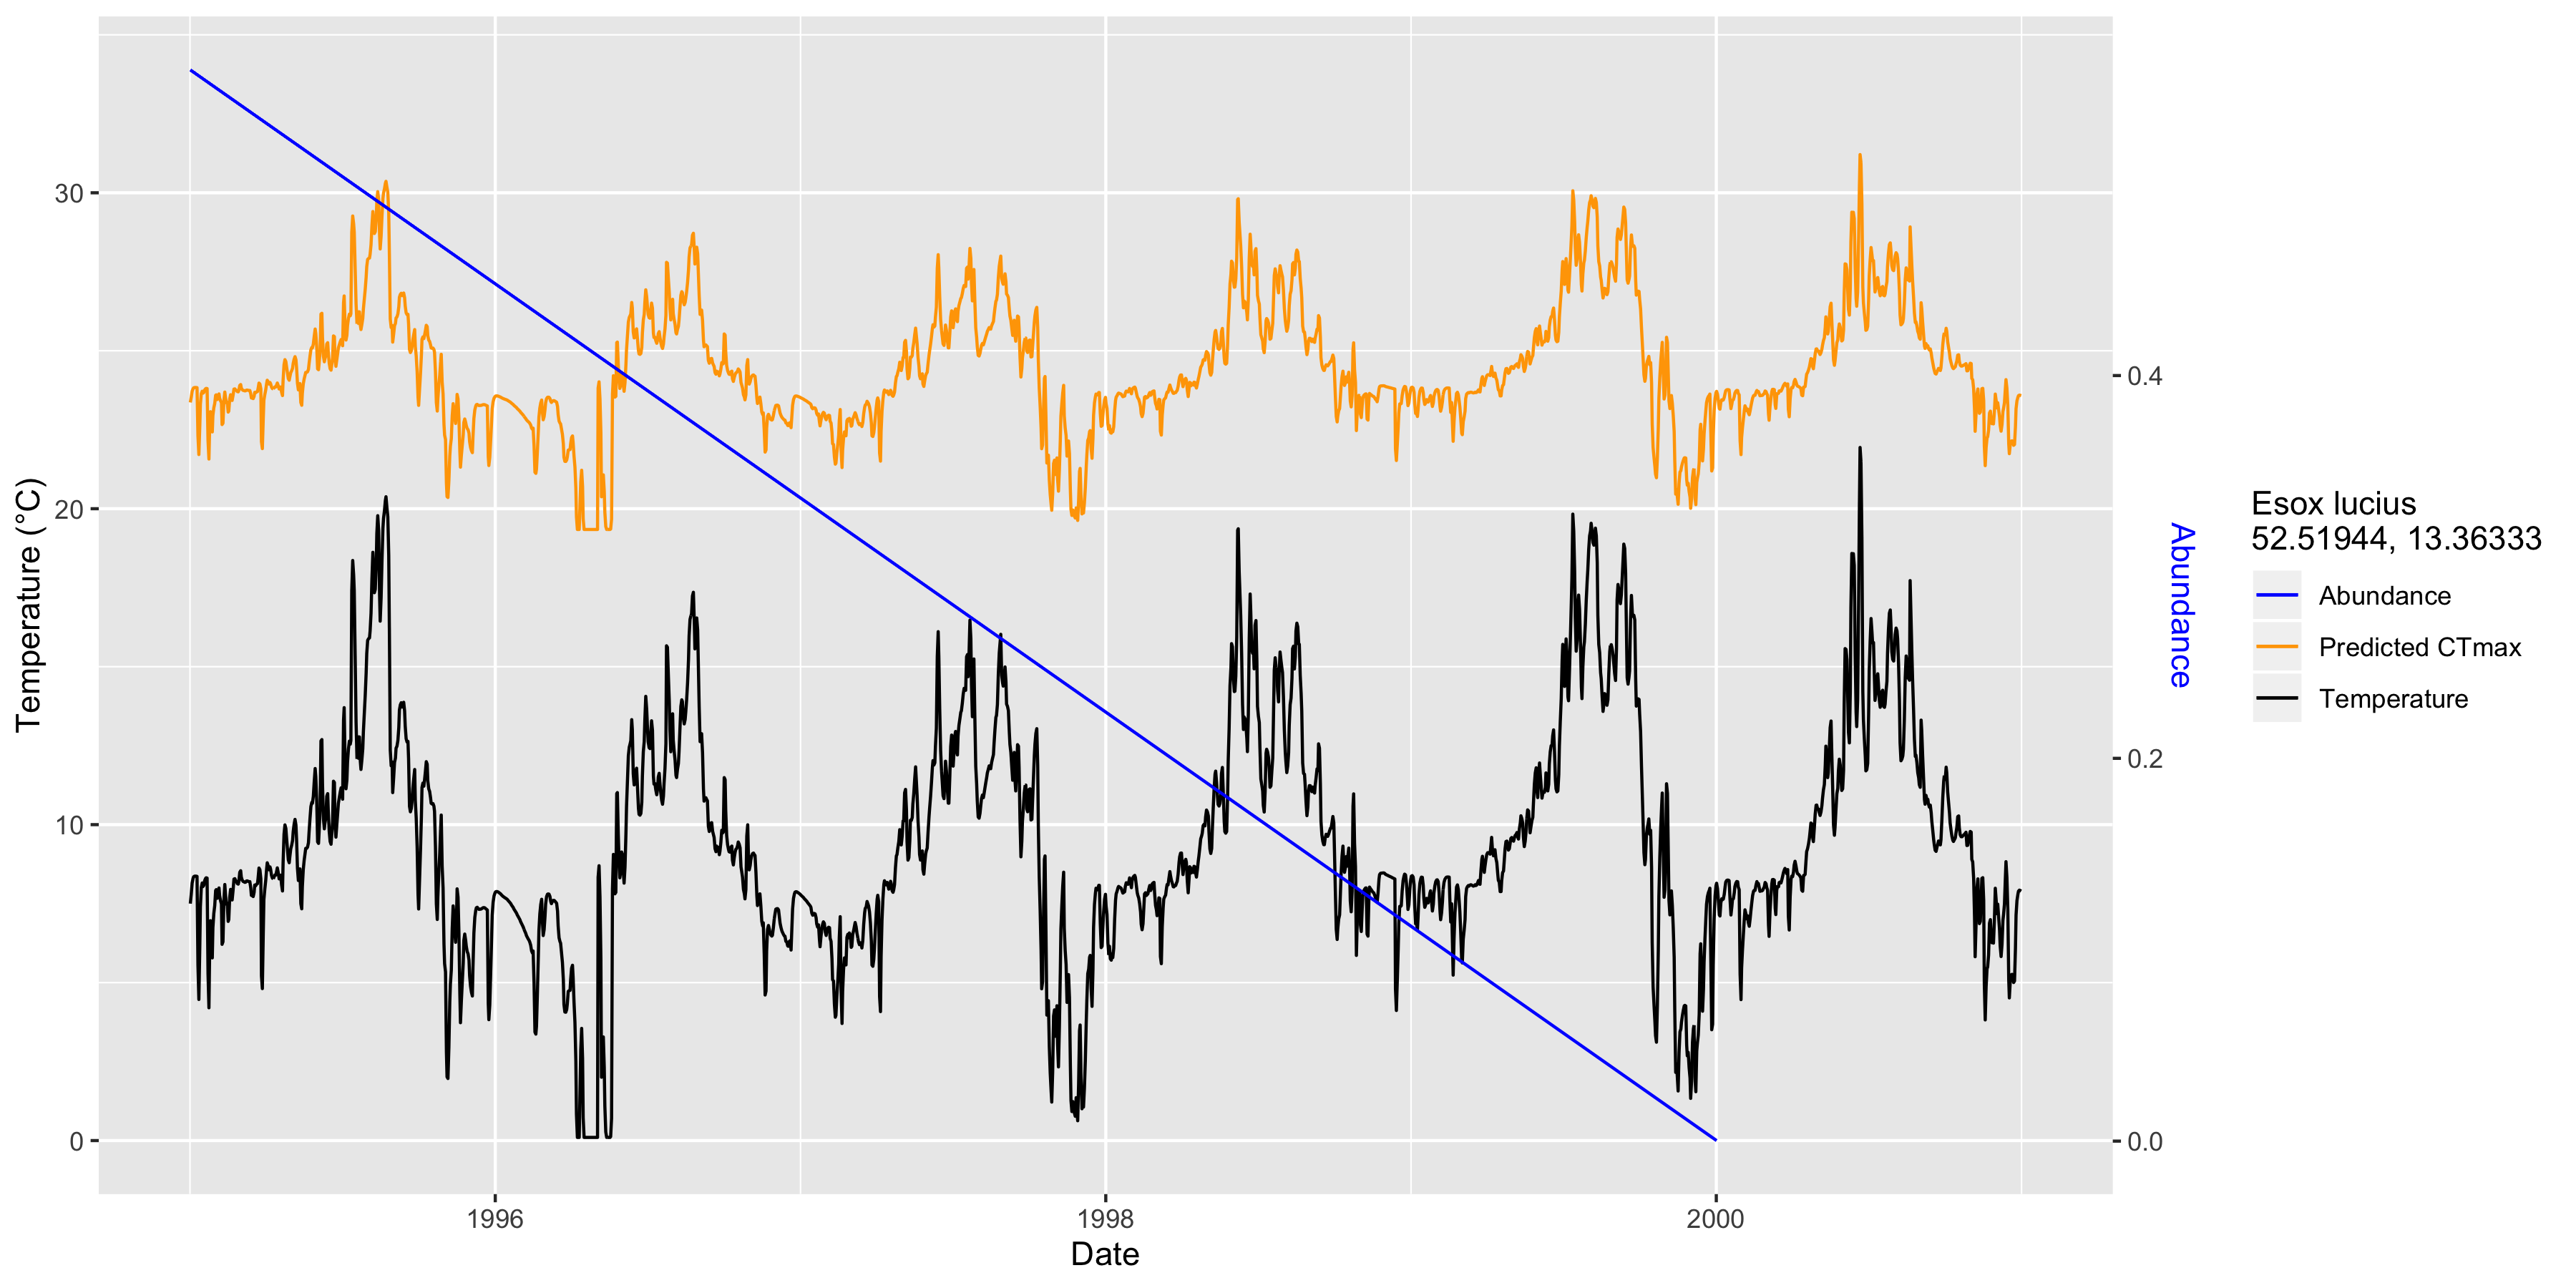 30
20
10
0
Temperature (°C)
1996
1998
2000
Date
0.4
0.2
0.0
Abundance
Esox lucius
52.51944, 13.36333
Abundance
Predicted CTmax
Temperature